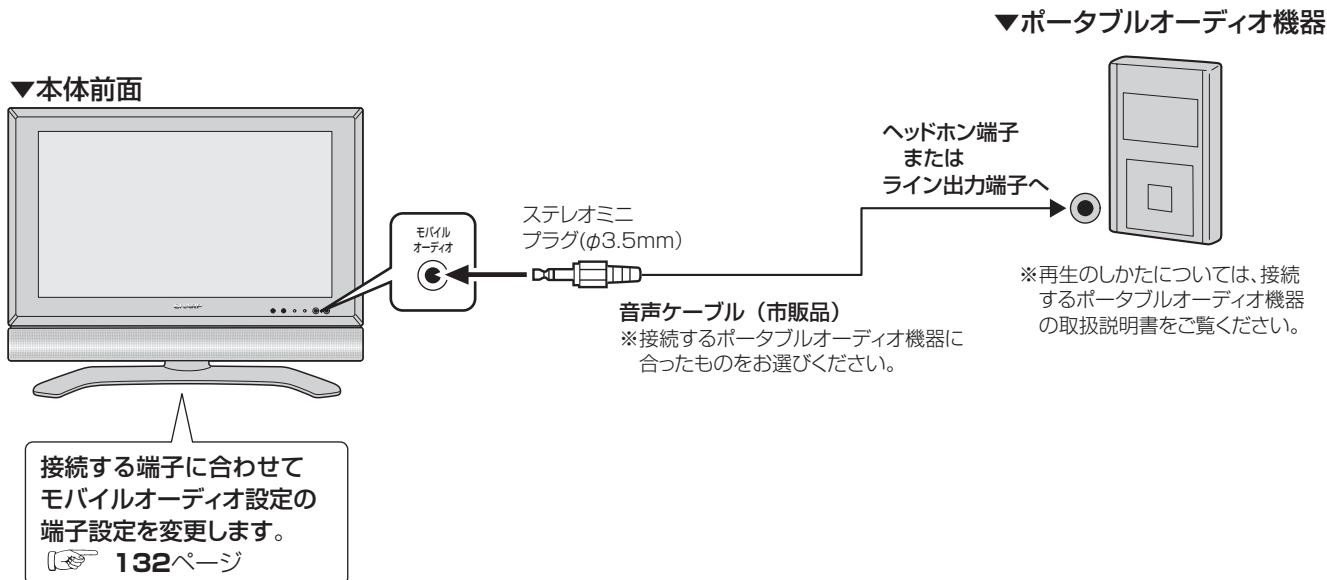 ▼ポータブルオーディオ機器
▼本体前面
ヘッドホン端子
または
ライン出力端子へ
モバイル
オーディオ
ステレオミニ
プラグ(φ3.5mm)
音声ケーブル（市販品）
※接続するポータブルオーディオ機器に
合ったものをお選びください。
※再生のしかたについては、接続
するポータブルオーディオ機器
の取扱説明書をご覧ください。
接続する端子に合わせて
モバイルオーディオ設定の
端子設定を変更します。
☞ 132ページ